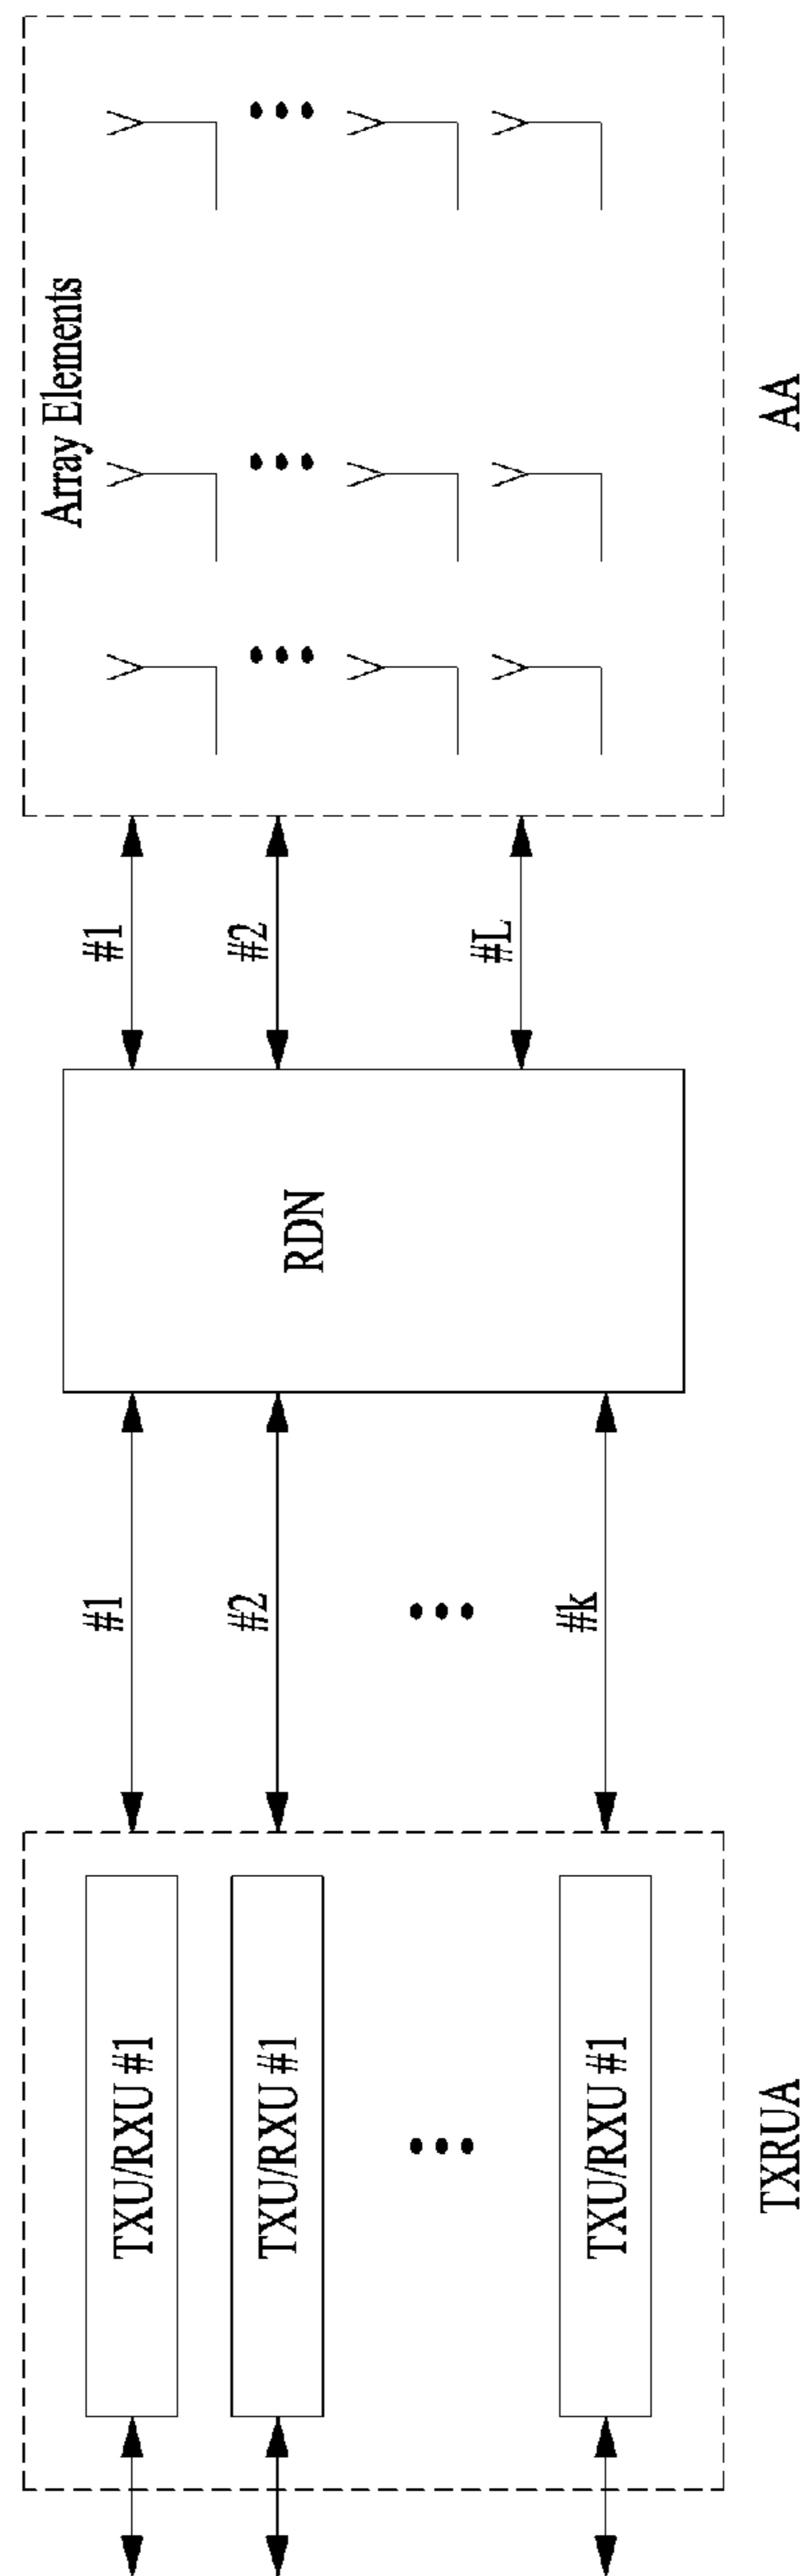 TXU/RXU #1
TXU/RXU #1
TXU/RXU #1
TXRUA
#1
#2
#k
RDN
#1
#2
#L
Array Elements
AA